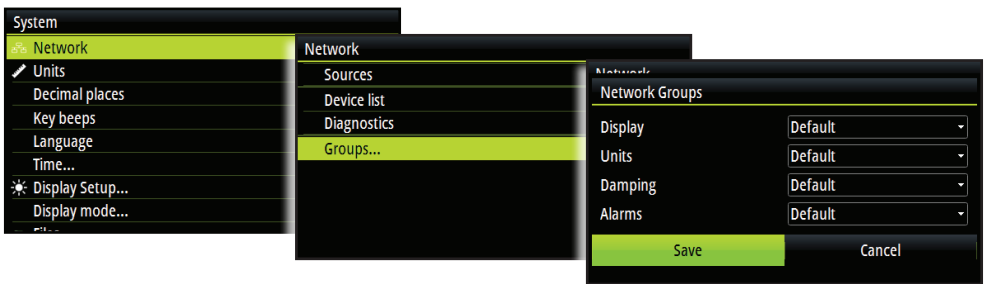 System
Network
Units
Decimal places
Key beeps
Language
Time...
Display Setup...
Display mode...
Network
Sources
Device list
Diagnostics
Groups...
Network Groups
Display Default
Units Default
Damping Default
Alarms Default
Save Cancel